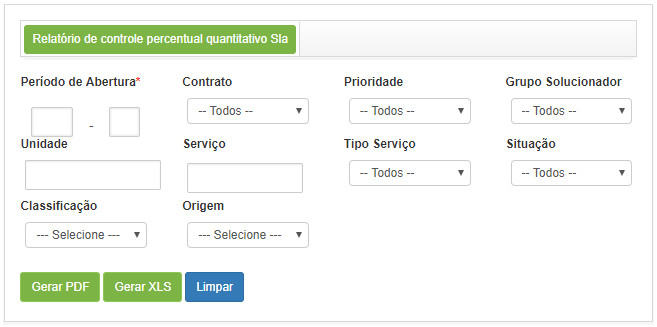 Relatório de controle percentual quantitativo Sla
Período de Abertura* Contrato Prioridade Grupo Solucionador
- -- Todos -- -- Todos -- -- Todos --
Unidade Serviço Tipo Serviço Situação
-- Todos -- -- Todos --
Classificação Origem
--- Selecione --- --- Selecione ---
Gerar PDF Gerar XLS Limpar